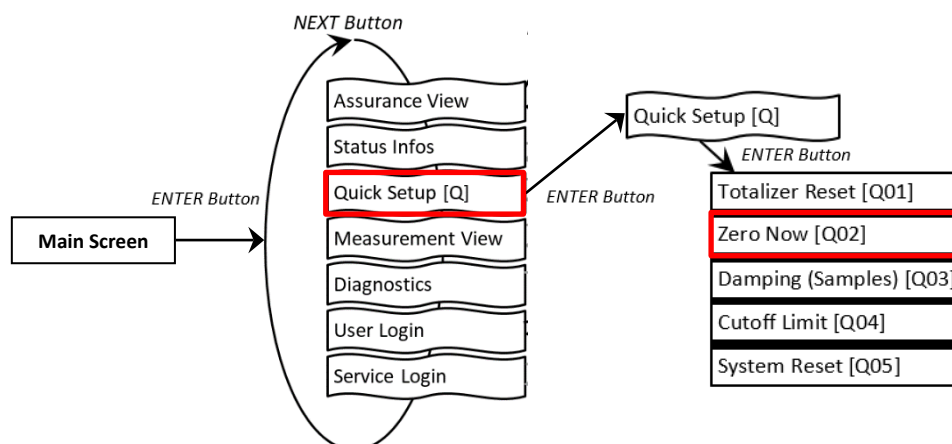 NEXT Button
Assurance View
Status Infos
Quick Setup [Q]
Measurement View
Diagnostics
User Login
Service Login
ENTER Button
Main Screen
ENTER Button
Quick Setup [Q]
ENTER Button
Totalizer Reset [Q01]
Zero Now [Q02]
Damping (Samples) [Q03]
Cutoff Limit [Q04]
System Reset [Q05]